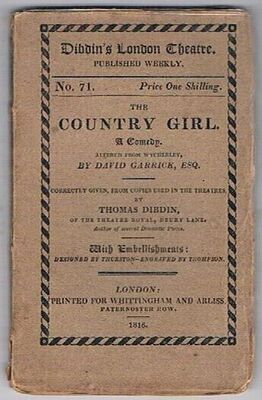 Dibdin's London Theatre.
PUBLISHED WEEKLY.
No. 71. Price One Shilling.
THE
COUNTRY GIRL.
A Comedy.
ALTERED FROM WYCHERLEY,
BY DAVID GARRICK, ESQ.
CORRECTLY GIVEN, FROM COPIES USED IN THE THEATRES,
BY
THOMAS DIBDIN,
OF THE THEATRE ROYAL, DRURY LANE.
Author of several Dramatic Pieces.
With Embellishments:
DESIGNED BY THURSTON—ENGRAVED BY THOMPSON.
LONDON:
PRINTED FOR WHITTINGHAM AND ARLISS,
PATERNOSTER ROW.
1816.